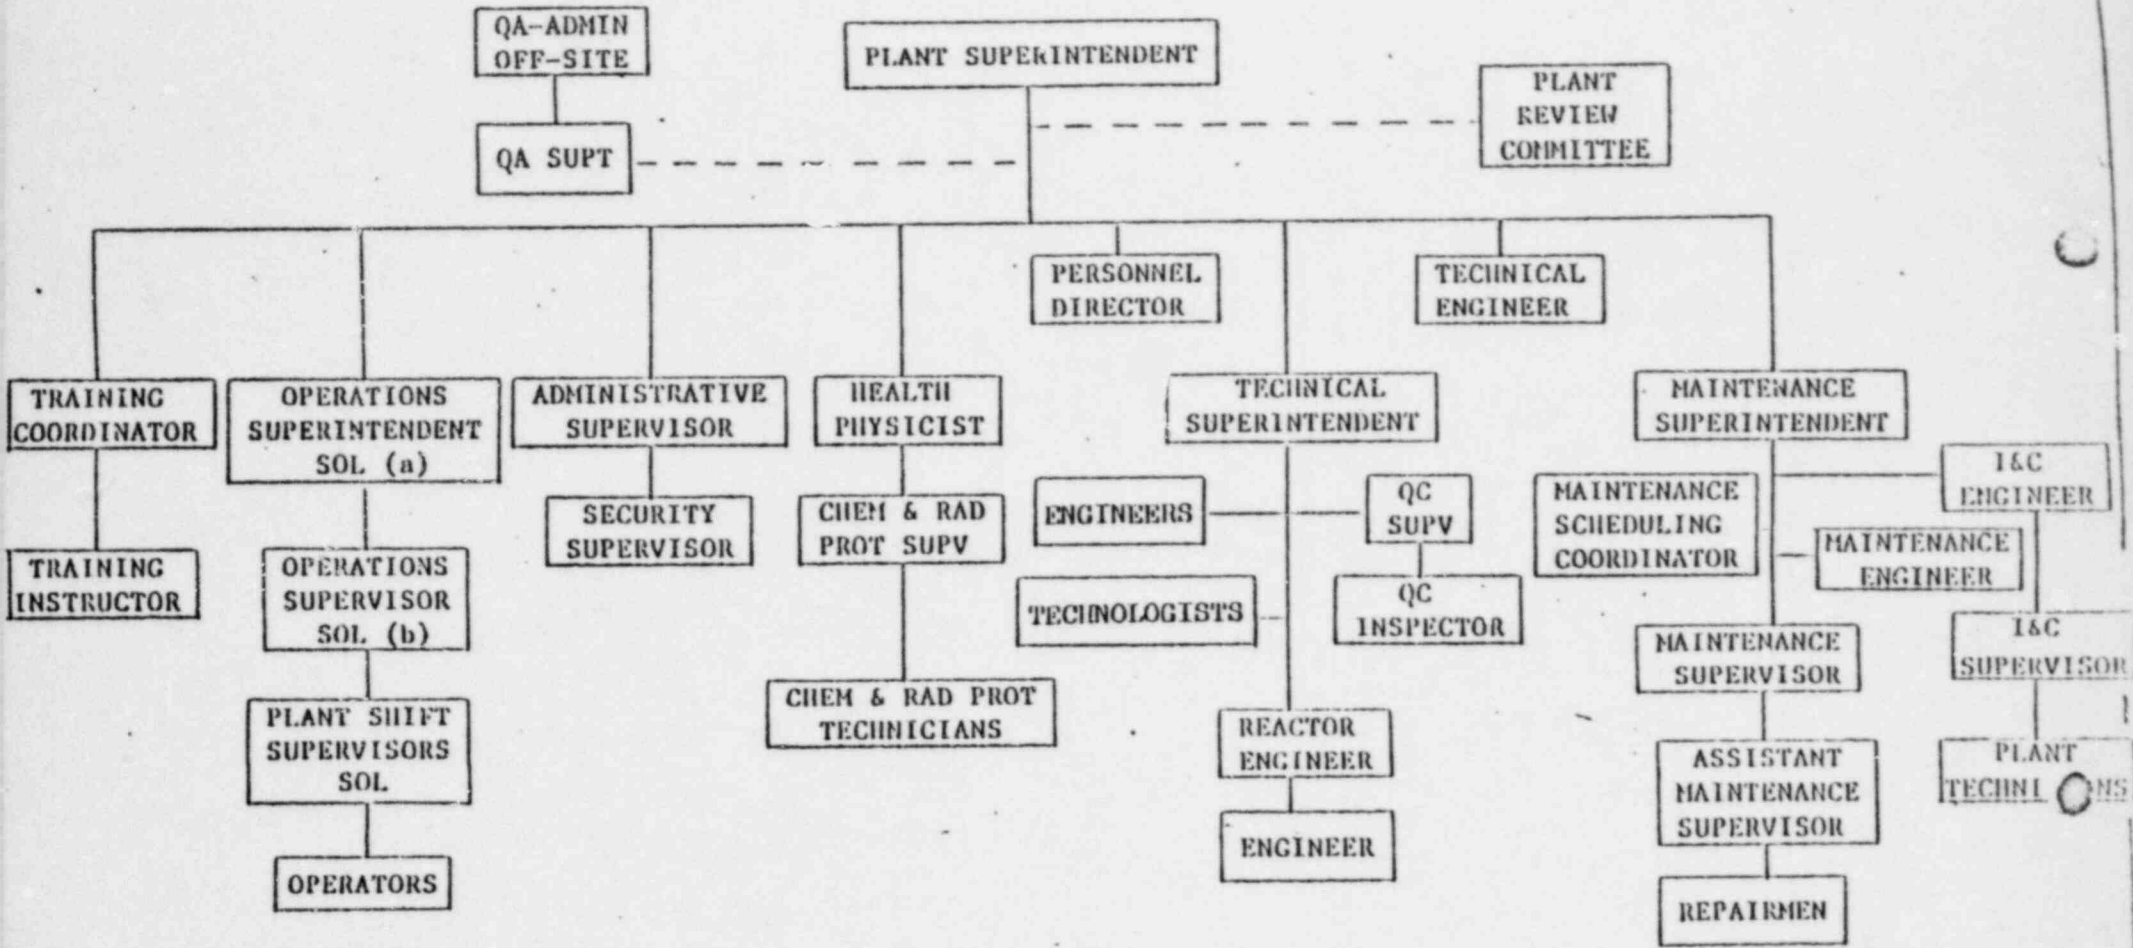 QA-ADMIN
OFF-SITE
PLANT SUPERINTENDENT
PLANT
REVIEW
COMMITTEE
QA SUPT
PERSONNEL
DIRECTOR
TECHNICAL
ENGINEER
TRAINING
COORDINATOR
OPERATIONS
SUPERINTENDENT
SOL (a)
ADMINISTRATIVE
SUPERVISOR
HEALTH
PHYSICIST
TECHNICAL
SUPERINTENDENT
MAINTENANCE
SUPERINTENDENT
I&C
ENGINEER
ENGINEERS
QC
SUPV
MAINTENANCE
SCHEDULING
COORDINATOR
SECURITY
SUPERVISOR
CHEM & RAD
PROT SUPV
MAINTENANCE
ENGINEER
TRAINING
INSTRUCTOR
OPERATIONS
SUPERVISOR
SOL (b)
TECHNOLOGISTS
QC
INSPECTOR
MAINTENANCE
SUPERVISOR
I&C
SUPERVISOR
CHEM & RAD PROT
TECHNICIANS
PLANT SHIFT
SUPERVISORS
SOL
REACTOR
ENGINEER
ASSISTANT
MAINTENANCE
SUPERVISOR
PLANT
ENGINEER
OPERATORS
REPAIRMEN